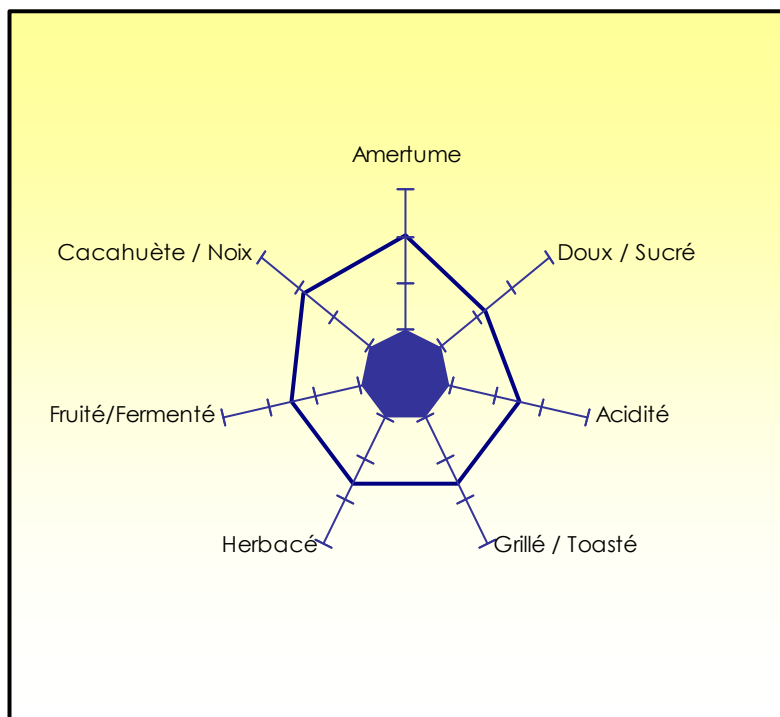 Amertume
Cacahuète / Noix
Doux / Sucré
Fruité/Fermenté
Acidité
Herbacé
Grillé / Toasté